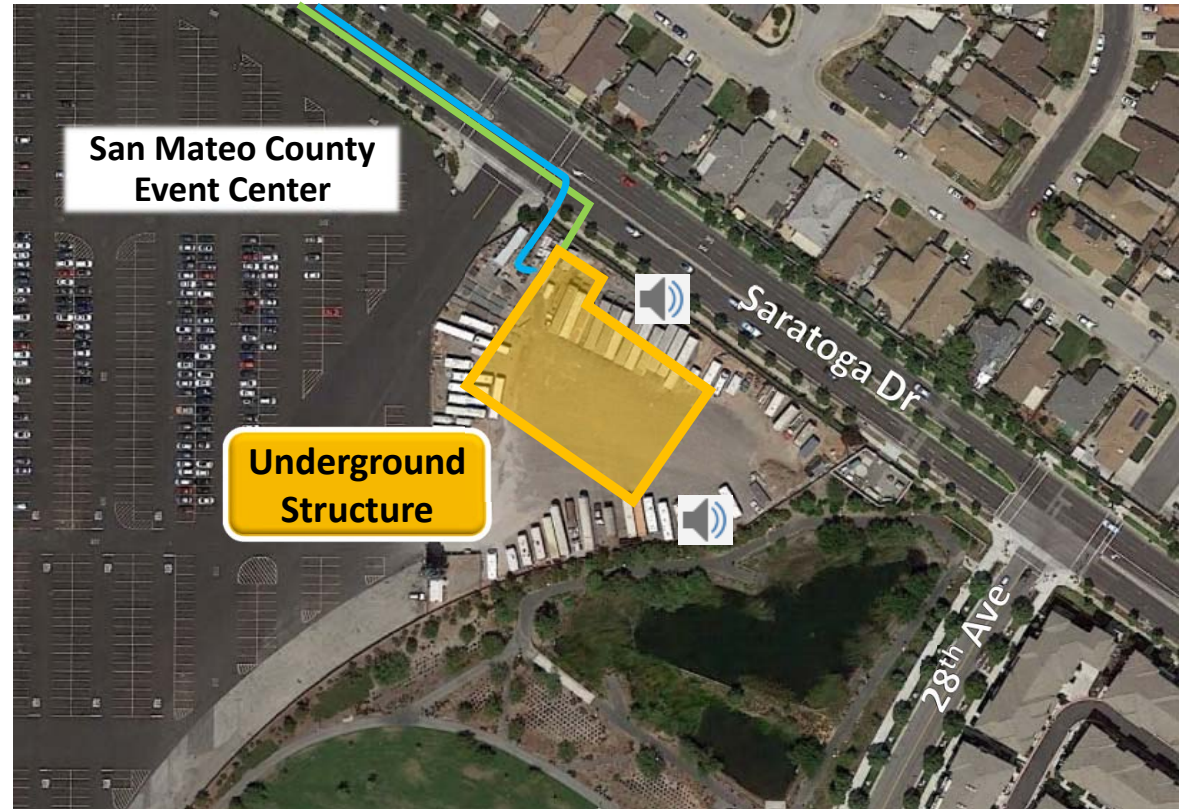 San Mateo County
Event Center
Saratoga Dr
Underground
Structure
28th Ave.